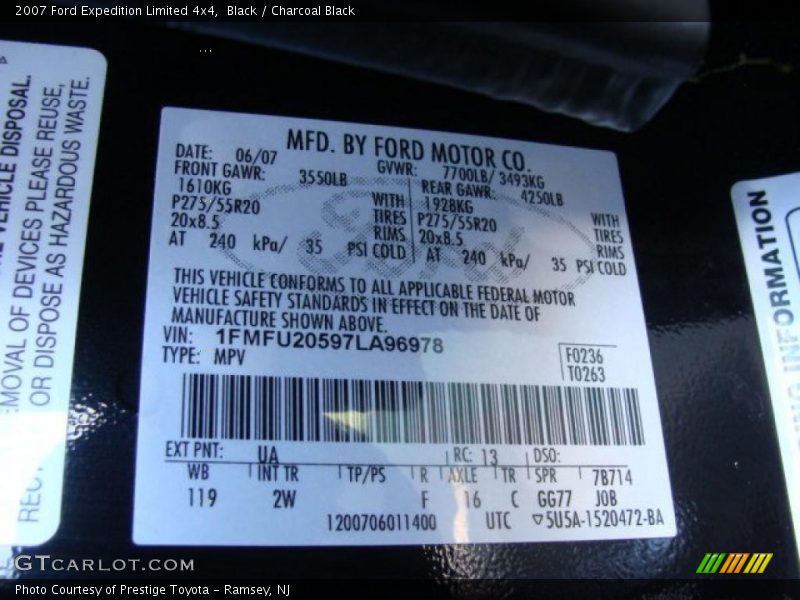 2007 Ford Expedition Limited 4x4, Black / Charcoal Black
VEHICLE DISPOSAL.
MOVAL OF DEVICES PLEASE REUSE,
OR DISPOSE AS HAZARDOUS WASTE.
MFD. BY FORD MOTOR CO.
DATE: 06/07 GVWR: 7700LB/ 3493KG
FRONT GAWR: 3550LB REAR GAWR: 4250LB
1610KG WITH 1928KG WITH
P275/55R20 TIRES P275/55R20 TIRES
20x8.5 RIMS 20x8.5 RIMS
AT 240 kPa/ 35 PSI COLD AT 240 kPa/ 35 PSI COLD
Ford
THIS VEHICLE CONFORMS TO ALL APPLICABLE FEDERAL MOTOR
VEHICLE SAFETY STANDARDS IN EFFECT ON THE DATE OF
MANUFACTURE SHOWN ABOVE.
VIN: 1FMFU20597LA96978
TYPE: MPV
F0236
T0263
EXT PNT: UA RC: 13 DSO:
WB INT TR TP/PS R AXLE TR SPR 7B714
119 2W F 16 C GG77 JOB
1200706011400 UTC ▽5U5A-1520472-BA
INFORMATION
GTCARLOT.COM
Photo Courtesy of Prestige Toyota - Ramsey, NJ